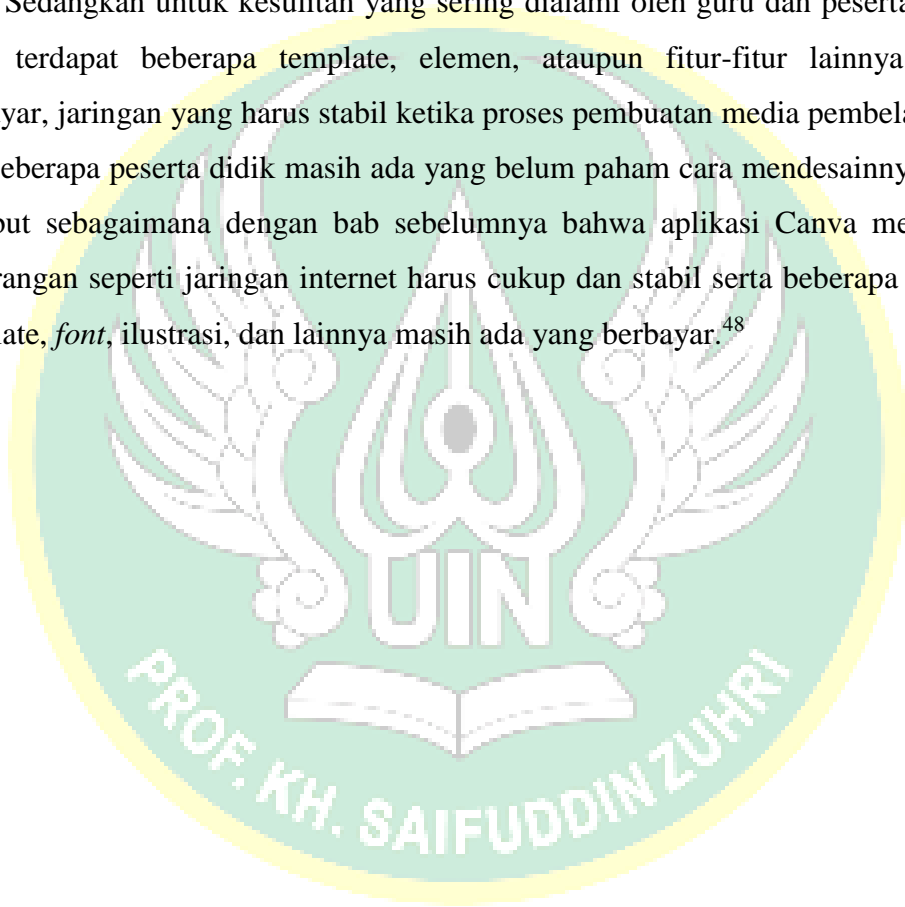 Sedangkan untuk kesulitan yang sering dialami oleh guru dan peserta
terdapat beberapa template, elemen, ataupun fitur-fitur lainnya
yar, jaringan yang harus stabil ketika proses pembuatan media pembela
eberapa peserta didik masih ada yang belum paham cara mendesainny
but sebagaimana dengan bab sebelumnya bahwa aplikasi Canva me
rangan seperti jaringan internet harus cukup dan stabil serta beberapa
late, font, ilustrasi, dan lainnya masih ada yang berbayar.48
UIN
PROF. KH. SAIFUDDIN ZUHRI